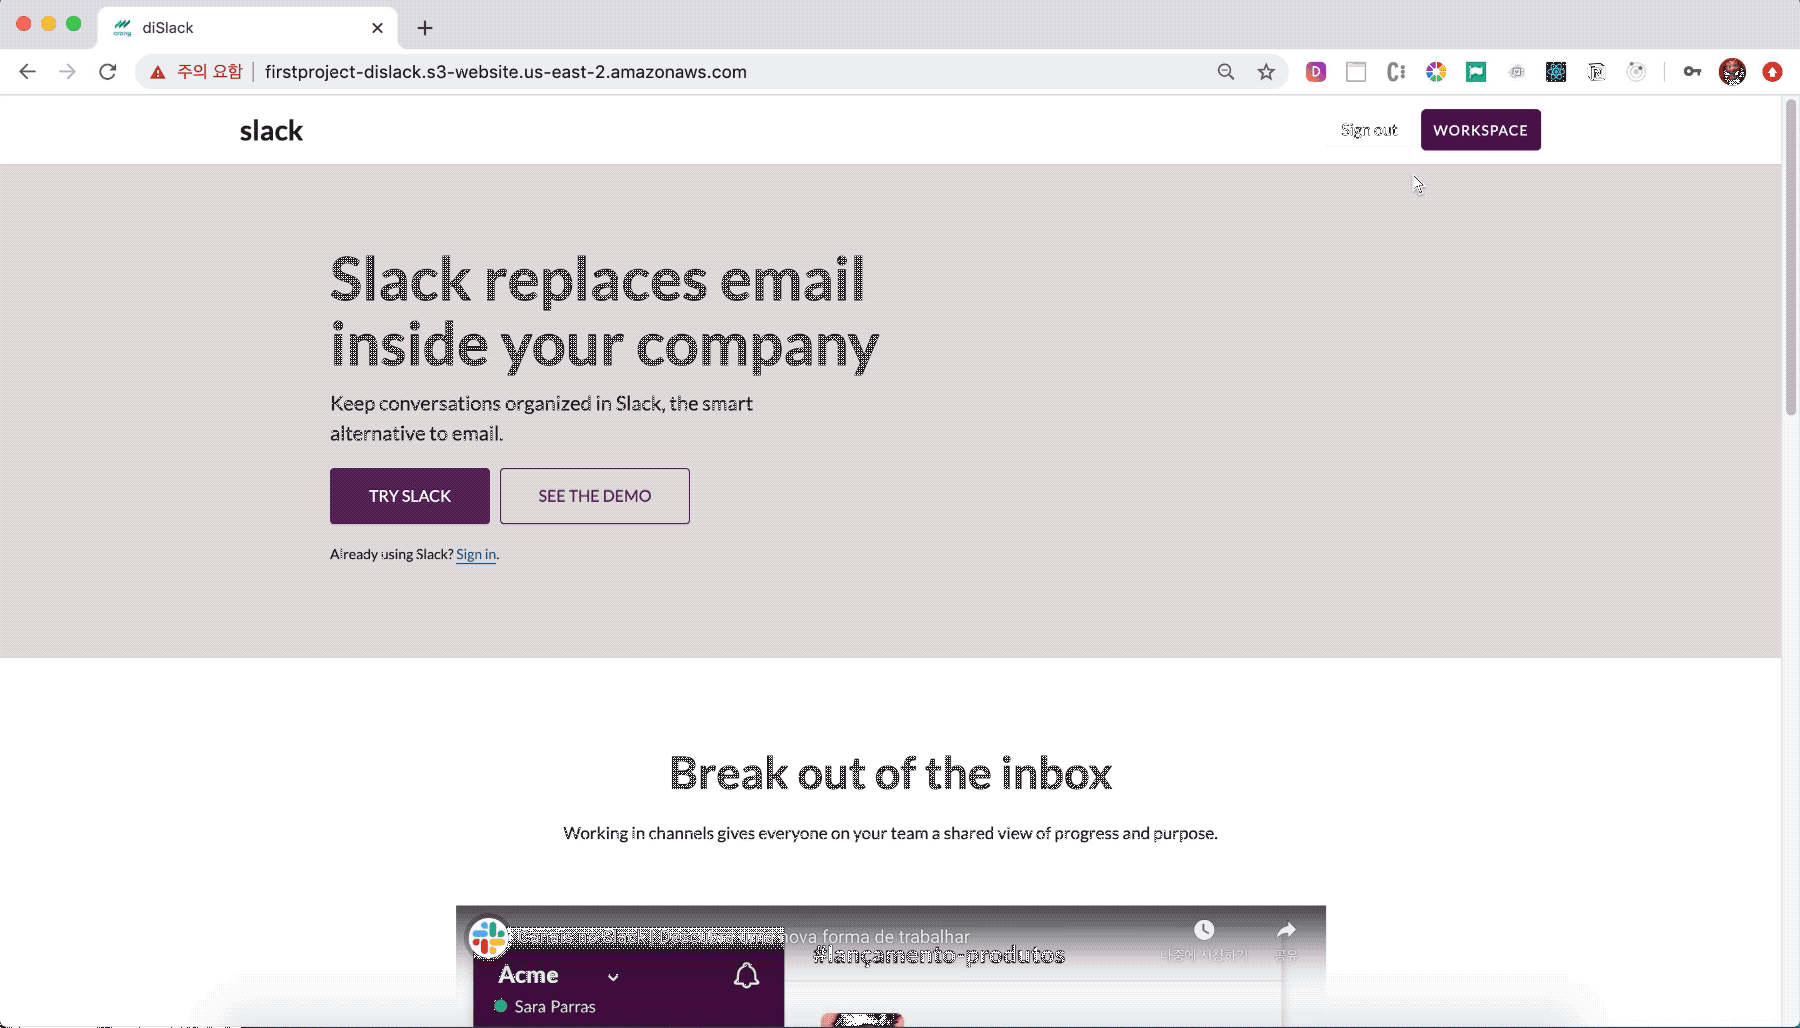 diSlack
주의 요함
firstproject-dislack.s3-website.us-east-2.amazonaws.com
slack
Sign out
WORKSPACE
Slack replaces email
inside your company
Keep conversations organized in Slack, the smart
alternative to email.
TRY SLACK
SEE THE DEMO
Already using Slack? Sign in.
Break out of the inbox
Working in channels gives everyone on your team a shared view of progress and purpose.
nova forma de trabalhar
#lançamento-produtos
나중에 시청하기
공유
Acme
Sara Parras